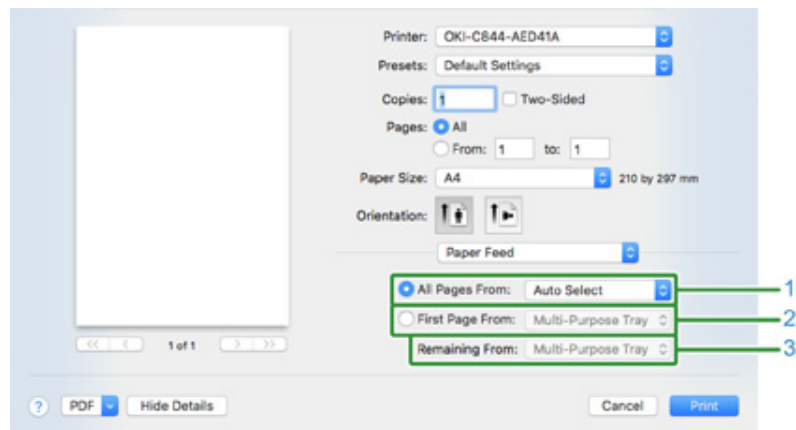 Printer: OKI-C844-AED41A
Presets: Default Settings
Copies: 1 Two-Sided
Pages: All
From: 1 to: 1
Paper Size: A4 210 by 297 mm
Orientation:
Paper Feed
All Pages From: Auto Select 1
First Page From: Multi-Purpose Tray 2
Remaining From: Multi-Purpose Tray 3
1 of 1
? PDF Hide Details Cancel Print